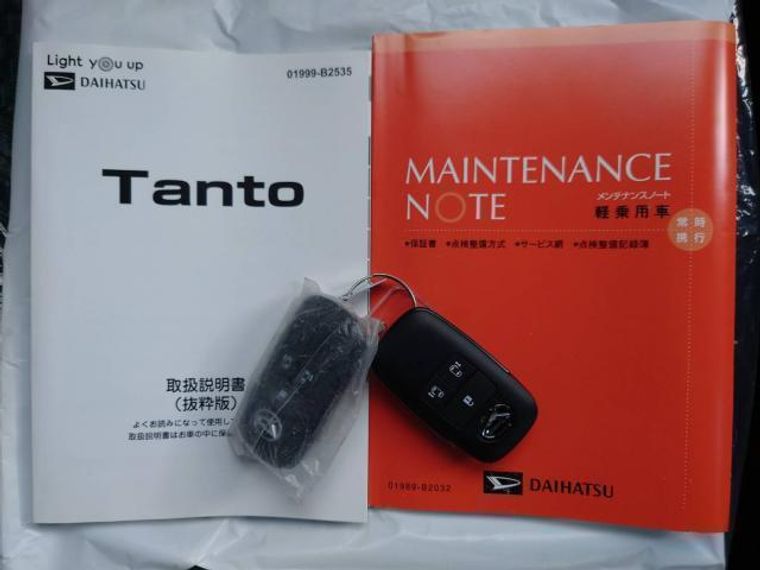 Light you up
DAIHATSU
01999-B2535
Tanto
取扱説明書
（抜粋版）
よくお読みになって使用して
取扱説明書はお車の中に保
MAINTENANCE
NOTE
メンテナンスノート
軽乗用車
常時
携行
*保証書 *点検整備方式 *サービス網 *点検整備記録簿
01989-B2032
DAIHATSU